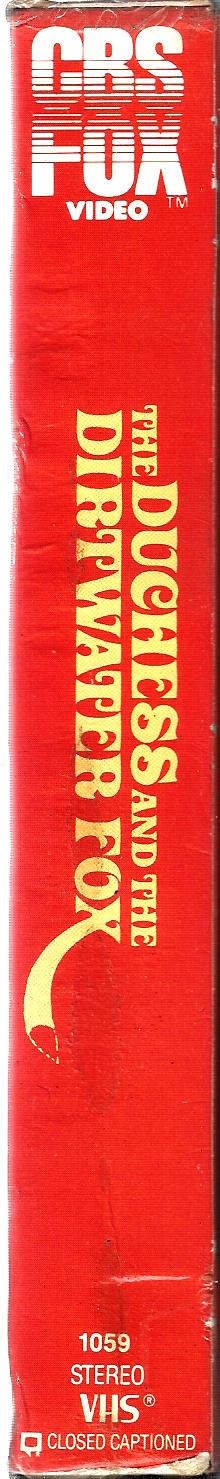 CBS
FOX
VIDEO ™
THE DUCHESS AND THE
DIRTWATER FOX
1059
STEREO
VHS®
CLOSED CAPTIONED